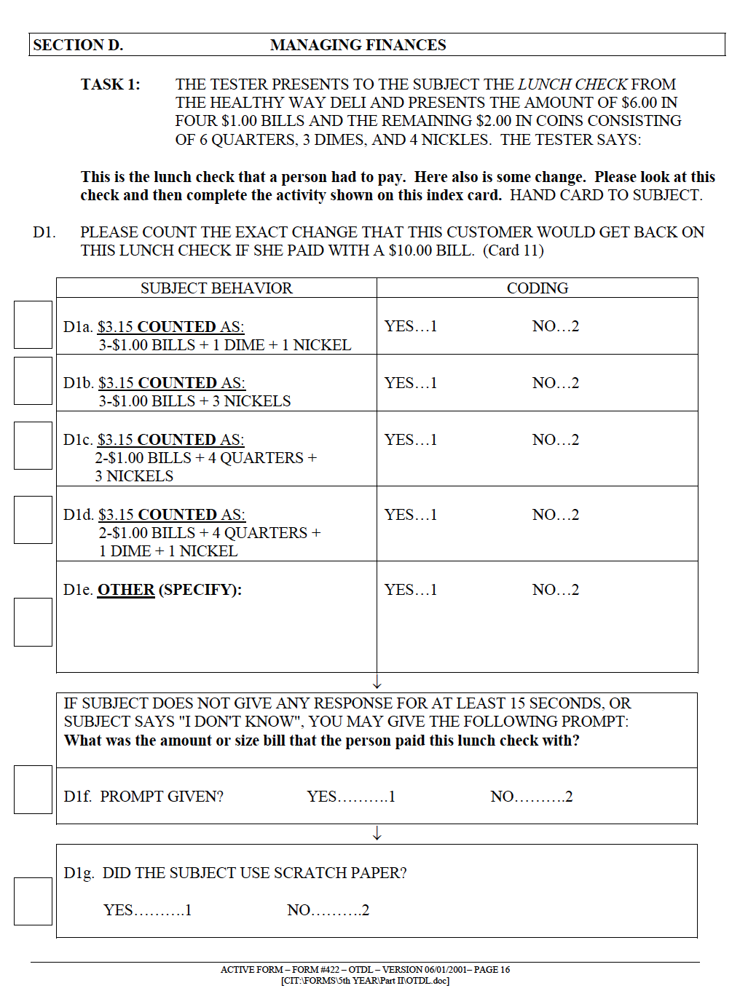 SECTION D. MANAGING FINANCES
TASK 1: THE TESTER PRESENTS TO THE SUBJECT THE LUNCH CHECK FROM
THE HEALTHY WAY DELI AND PRESENTS THE AMOUNT OF $6.00 IN
FOUR $1.00 BILLS AND THE REMAINING $2.00 IN COINS CONSISTING
OF 6 QUARTERS, 3 DIMES, AND 4 NICKLES. THE TESTER SAYS:
This is the lunch check that a person had to pay. Here also is some change. Please look at this
check and then complete the activity shown on this index card. HAND CARD TO SUBJECT.
D1. PLEASE COUNT THE EXACT CHANGE THAT THIS CUSTOMER WOULD GET BACK ON
THIS LUNCH CHECK IF SHE PAID WITH A $10.00 BILL. (Card 11)
SUBJECT BEHAVIOR CODING
D1a. $3.15 COUNTED AS: YES…1 NO…2
3-$1.00 BILLS + 1 DIME + 1 NICKEL
D1b. $3.15 COUNTED AS: YES…1 NO…2
3-$1.00 BILLS + 3 NICKELS
D1c. $3.15 COUNTED AS: YES…1 NO…2
2-$1.00 BILLS + 4 QUARTERS +
3 NICKELS
D1d. $3.15 COUNTED AS: YES…1 NO…2
2-$1.00 BILLS + 4 QUARTERS +
1 DIME + 1 NICKEL
D1e. OTHER (SPECIFY): YES…1 NO…2
↓
IF SUBJECT DOES NOT GIVE ANY RESPONSE FOR AT LEAST 15 SECONDS, OR
SUBJECT SAYS "I DON'T KNOW", YOU MAY GIVE THE FOLLOWING PROMPT:
What was the amount or size bill that the person paid this lunch check with?
D1f. PROMPT GIVEN? YES……….1 NO……….2
↓
D1g. DID THE SUBJECT USE SCRATCH PAPER?
YES……….1 NO……….2
ACTIVE FORM – FORM #422 – OTDL – VERSION 06/01/2001– PAGE 16
[CIT:\FORMS\5th YEAR\Part II\OTDL.doc]